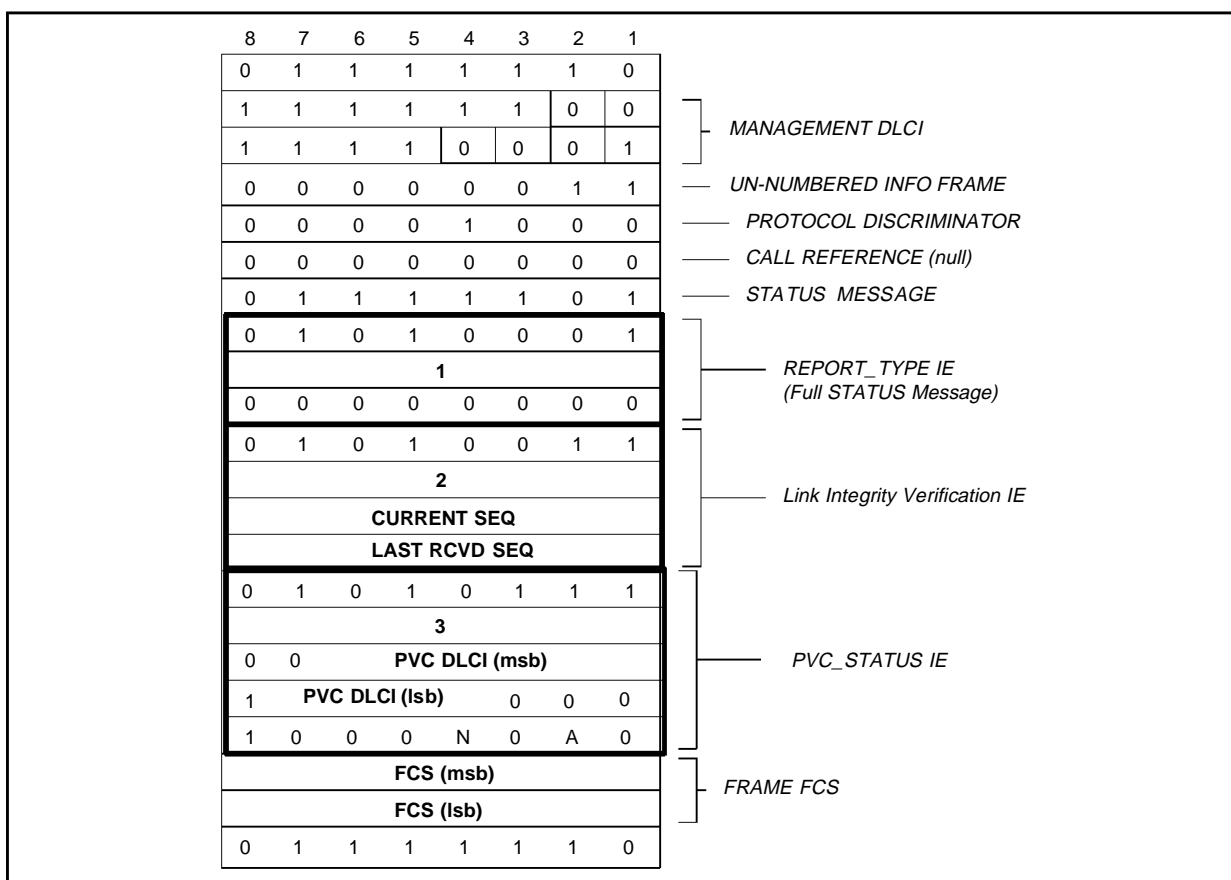 8 7 6 5 4 3 2 1
0 1 1 1 1 1 1 0
1 1 1 1 1 1 0 0
MANAGEMENT DLCI
1 1 1 1 0 0 0 1
0 0 0 0 0 0 1 1 UN-NUMBERED INFO FRAME
0 0 0 0 1 0 0 0 PROTOCOL DISCRIMINATOR
0 0 0 0 0 0 0 0 CALL REFERENCE (null)
0 1 1 1 1 1 0 1 STATUS MESSAGE
0 1 0 1 0 0 0 1
1 REPORT_TYPE IE
(Full STATUS Message)
0 0 0 0 0 0 0 0
0 1 0 1 0 0 1 1
2
Link Integrity Verification IE
CURRENT SEQ
LAST RCVD SEQ
0 1 0 1 0 1 1 1
3
0 0 PVC DLCI (msb) PVC_STATUS IE
1 PVC DLCI (lsb) 0 0 0
1 0 0 0 N 0 A 0
FCS (msb)
FRAME FCS
FCS (lsb)
0 1 1 1 1 1 1 0